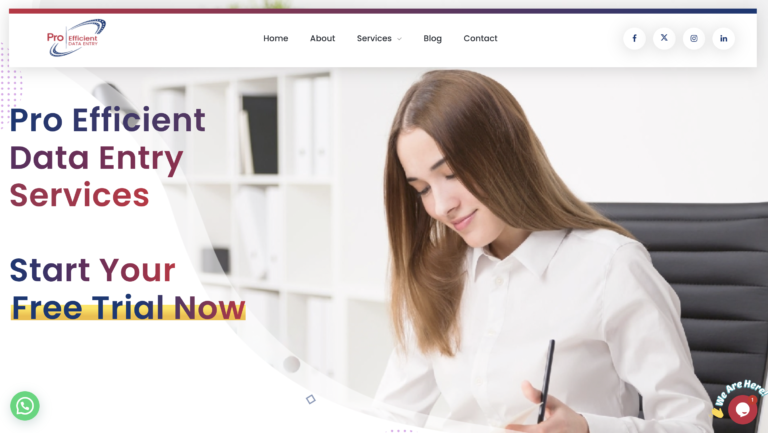 Pro
Efficient
DATA ENTRY
Home
About
Services
Blog
Contact
Pro Efficient
Data Entry
Services
Start Your
Free Trial Now
We Are Here!
1